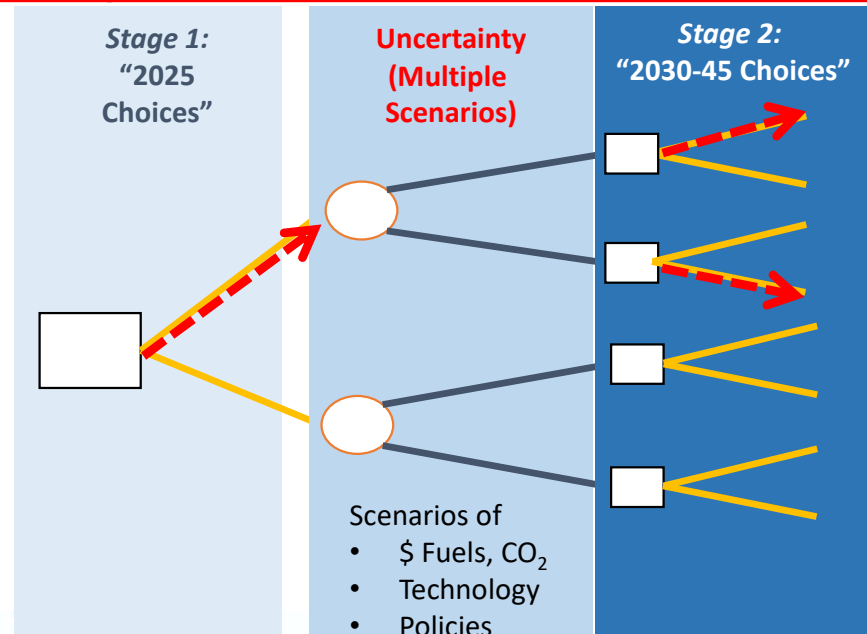 Stage 1:
“2025
Choices”
Uncertainty
(Multiple
Scenarios)
Stage 2:
“2030-45 Choices”
Scenarios of
• $ Fuels, CO₂
• Technology
• Policies